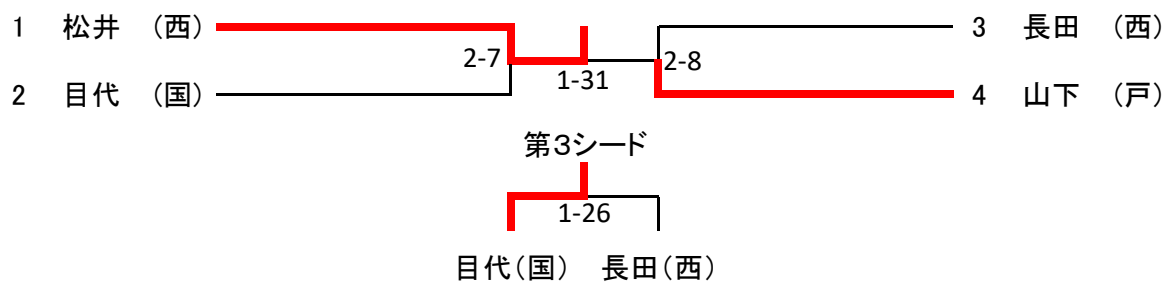 1 松井 (西) 3 長田 (西)
2-7 2-8
1-31
2 目代 (国) 4 山下 (戸)
第3シード
1-26
目代(国) 長田(西)